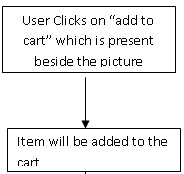 User Clicks on “add to
cart” which is present
beside the picture
Item will be added to the
cart